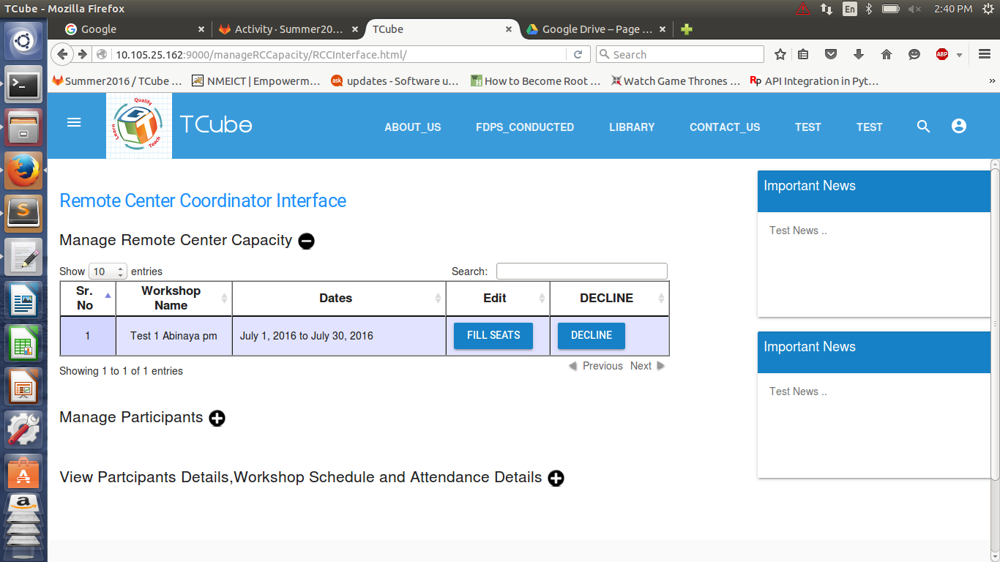 TCube - Mozilla Firefox
En
2:40 PM
Google
Activity · Summer20...
TCube
Google Drive – Page ...
10.105.25.162:9000/manageRCCapacity/RCCInterface.html/
Search
ABP
Summer2016 / TCube ...
NMEICT | Empowerm...
ask
updates - Software u...
How to Become Root ...
Watch Game Thrones ...
Rp
API Integration in Pyt...
»
Qualify
Learn
Teach
TCube
ABOUT_US
FDPS_CONDUCTED
LIBRARY
CONTACT_US
TEST
TEST
Remote Center Coordinator Interface
Manage Remote Center Capacity
Show 10 entries
Search:
Sr. No
Workshop Name
Dates
Edit
DECLINE
1
Test 1 Abinaya pm
July 1, 2016 to July 30, 2016
FILL SEATS
DECLINE
Showing 1 to 1 of 1 entries
Previous
Next
Manage Participants
View Partcipants Details,Workshop Schedule and Attendance Details
Important News
Test News ..
Important News
Test News ..